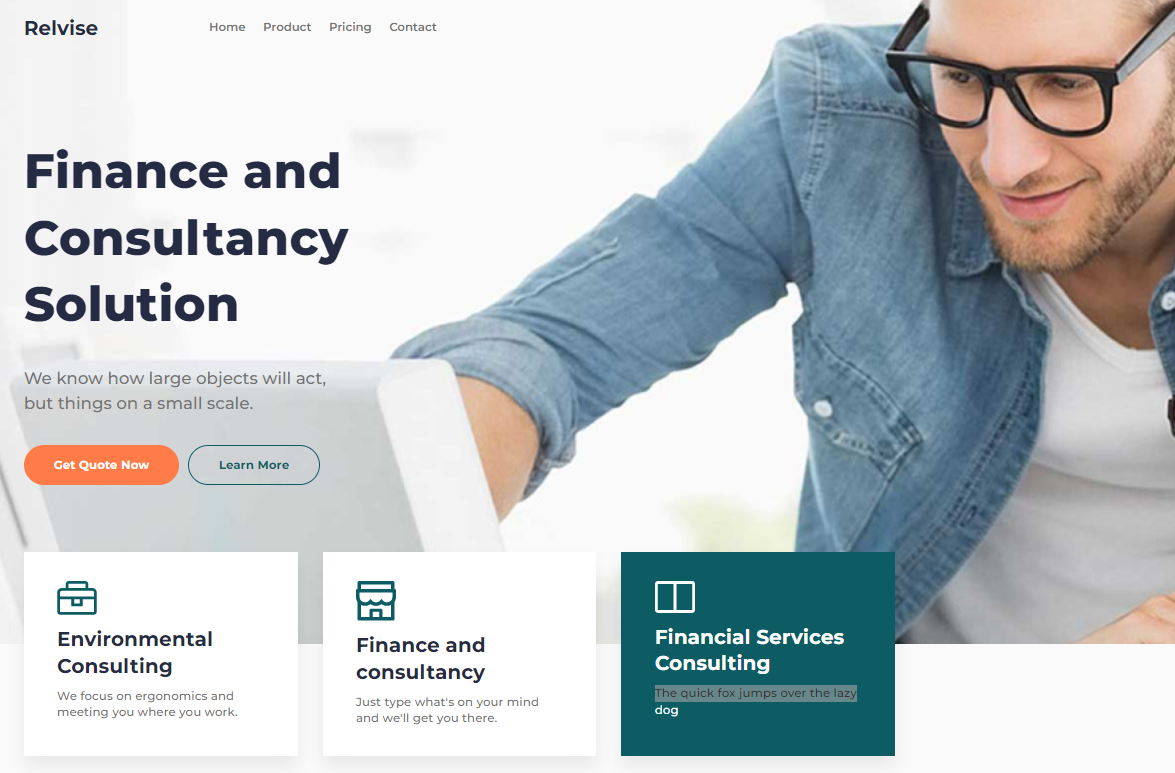 Relvise
Home Product Pricing Contact
Finance and
Consultancy
Solution
We know how large objects will act,
but things on a small scale.
Get Quote Now Learn More
Environmental
Consulting
We focus on ergonomics and
meeting you where you work.
Finance and
consultancy
Just type what's on your mind
and we'll get you there.
Financial Services
Consulting
The quick fox jumps over the lazy
dog